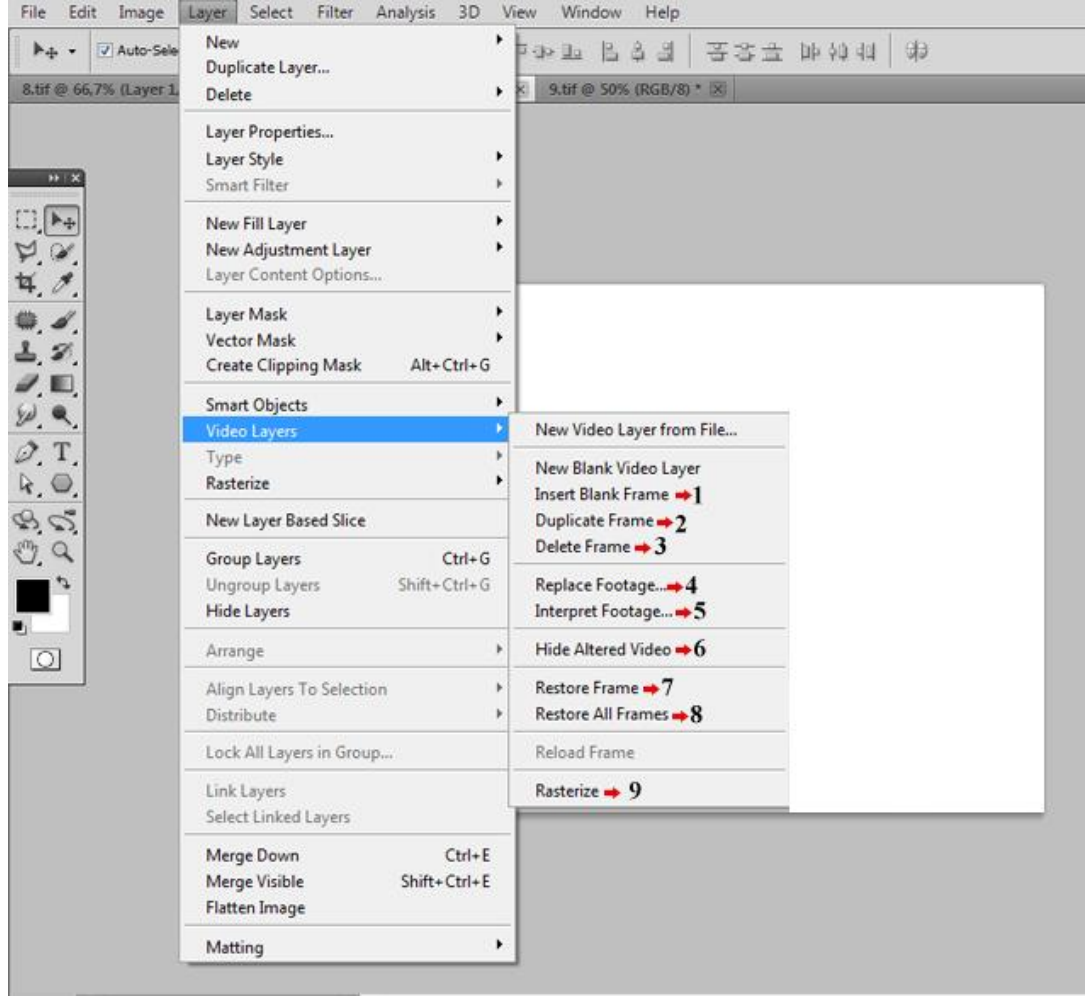 File Edit Image Layer Select Filter Analysis 3D View Window Help
Auto-Sele
8.tif @ 66,7% (Layer 1,
9.tif @ 50% (RGB/8) *
New
Duplicate Layer...
Delete
Layer Properties...
Layer Style
Smart Filter
New Fill Layer
New Adjustment Layer
Layer Content Options...
Layer Mask
Vector Mask
Create Clipping Mask Alt+Ctrl+G
Smart Objects
Video Layers
Type
Rasterize
New Layer Based Slice
Group Layers Ctrl+G
Ungroup Layers Shift+Ctrl+G
Hide Layers
Arrange
Align Layers To Selection
Distribute
Lock All Layers in Group...
Link Layers
Select Linked Layers
Merge Down Ctrl+E
Merge Visible Shift+Ctrl+E
Flatten Image
Matting
New Video Layer from File...
New Blank Video Layer
Insert Blank Frame 1
Duplicate Frame 2
Delete Frame 3
Replace Footage... 4
Interpret Footage... 5
Hide Altered Video 6
Restore Frame 7
Restore All Frames 8
Reload Frame
Rasterize 9